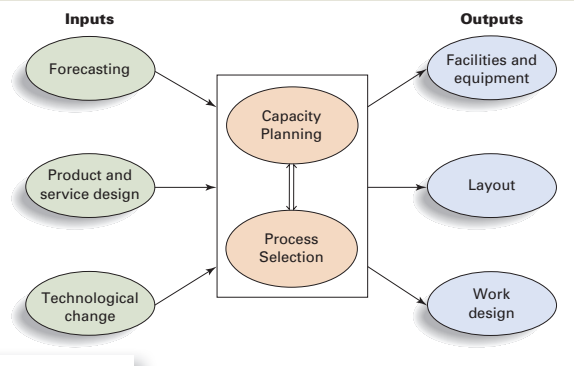 Inputs
Outputs
Forecasting
Product and
service design
Technological
change
Capacity
Planning
Process
Selection
Facilities and
equipment
Layout
Work
design